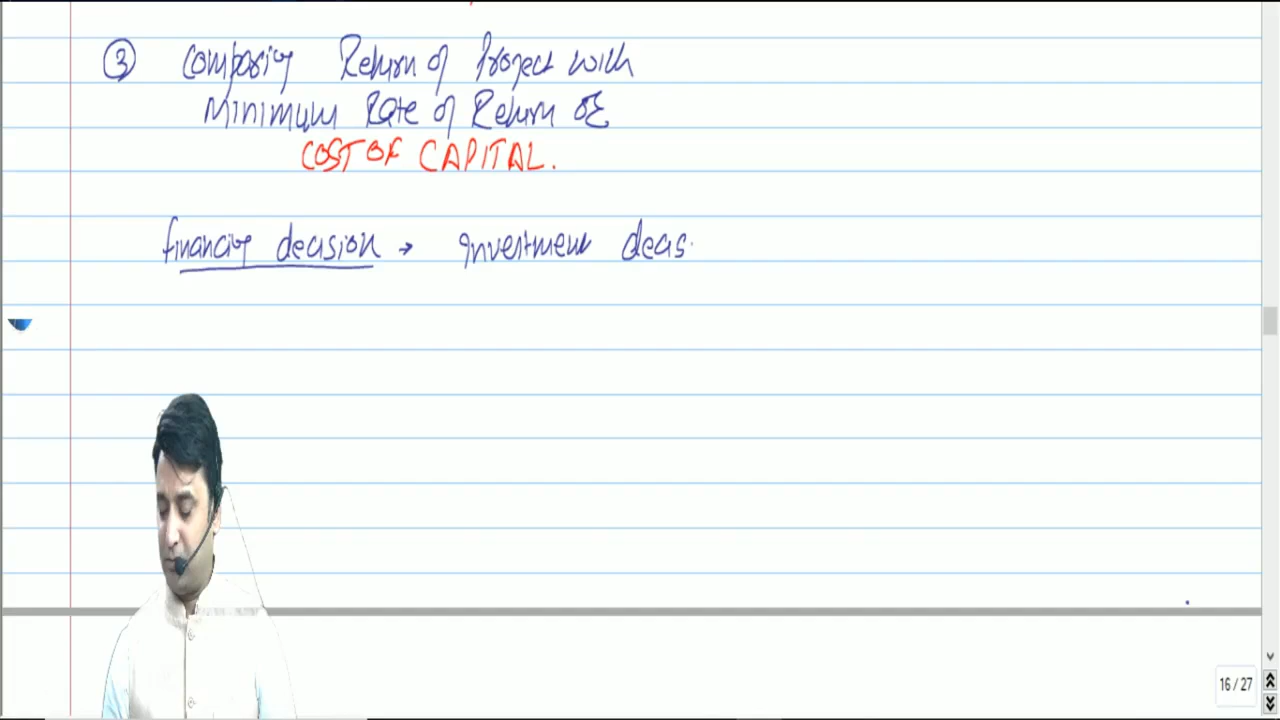 3 Comparing Return of Project with
Minimum Rate of Return or
COST OF CAPITAL.
financing decision → Investment decis.
16 / 27